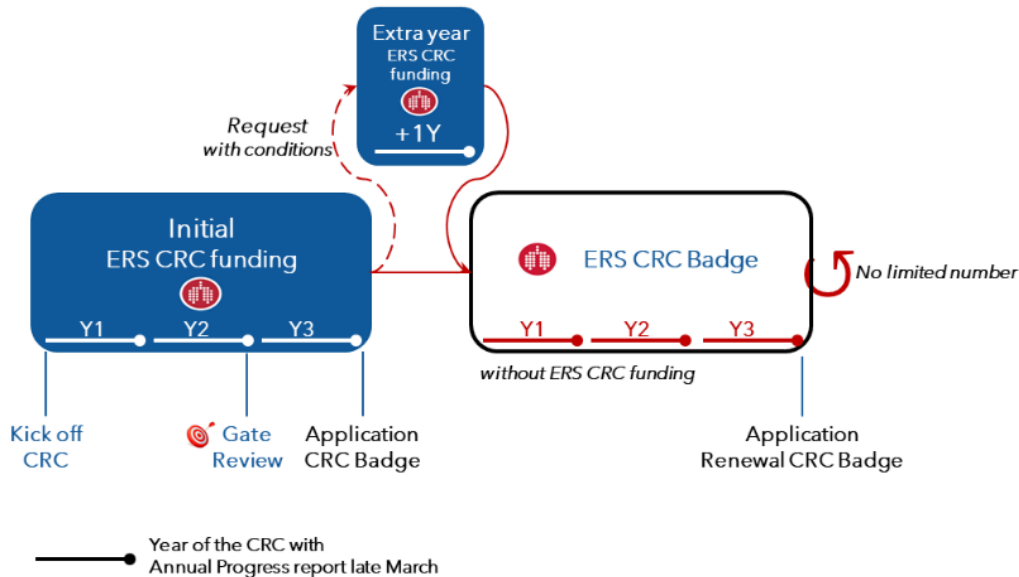 Extra year
ERS CRC
funding
+1Y
Request
with conditions
Initial
ERS CRC funding
Y1
Y2
Y3
ERS CRC Badge
No limited number
Y1
Y2
Y3
without ERS CRC funding
Kick off
CRC
Gate
Review
Application
CRC Badge
Application
Renewal CRC Badge
Year of the CRC with
Annual Progress report late March